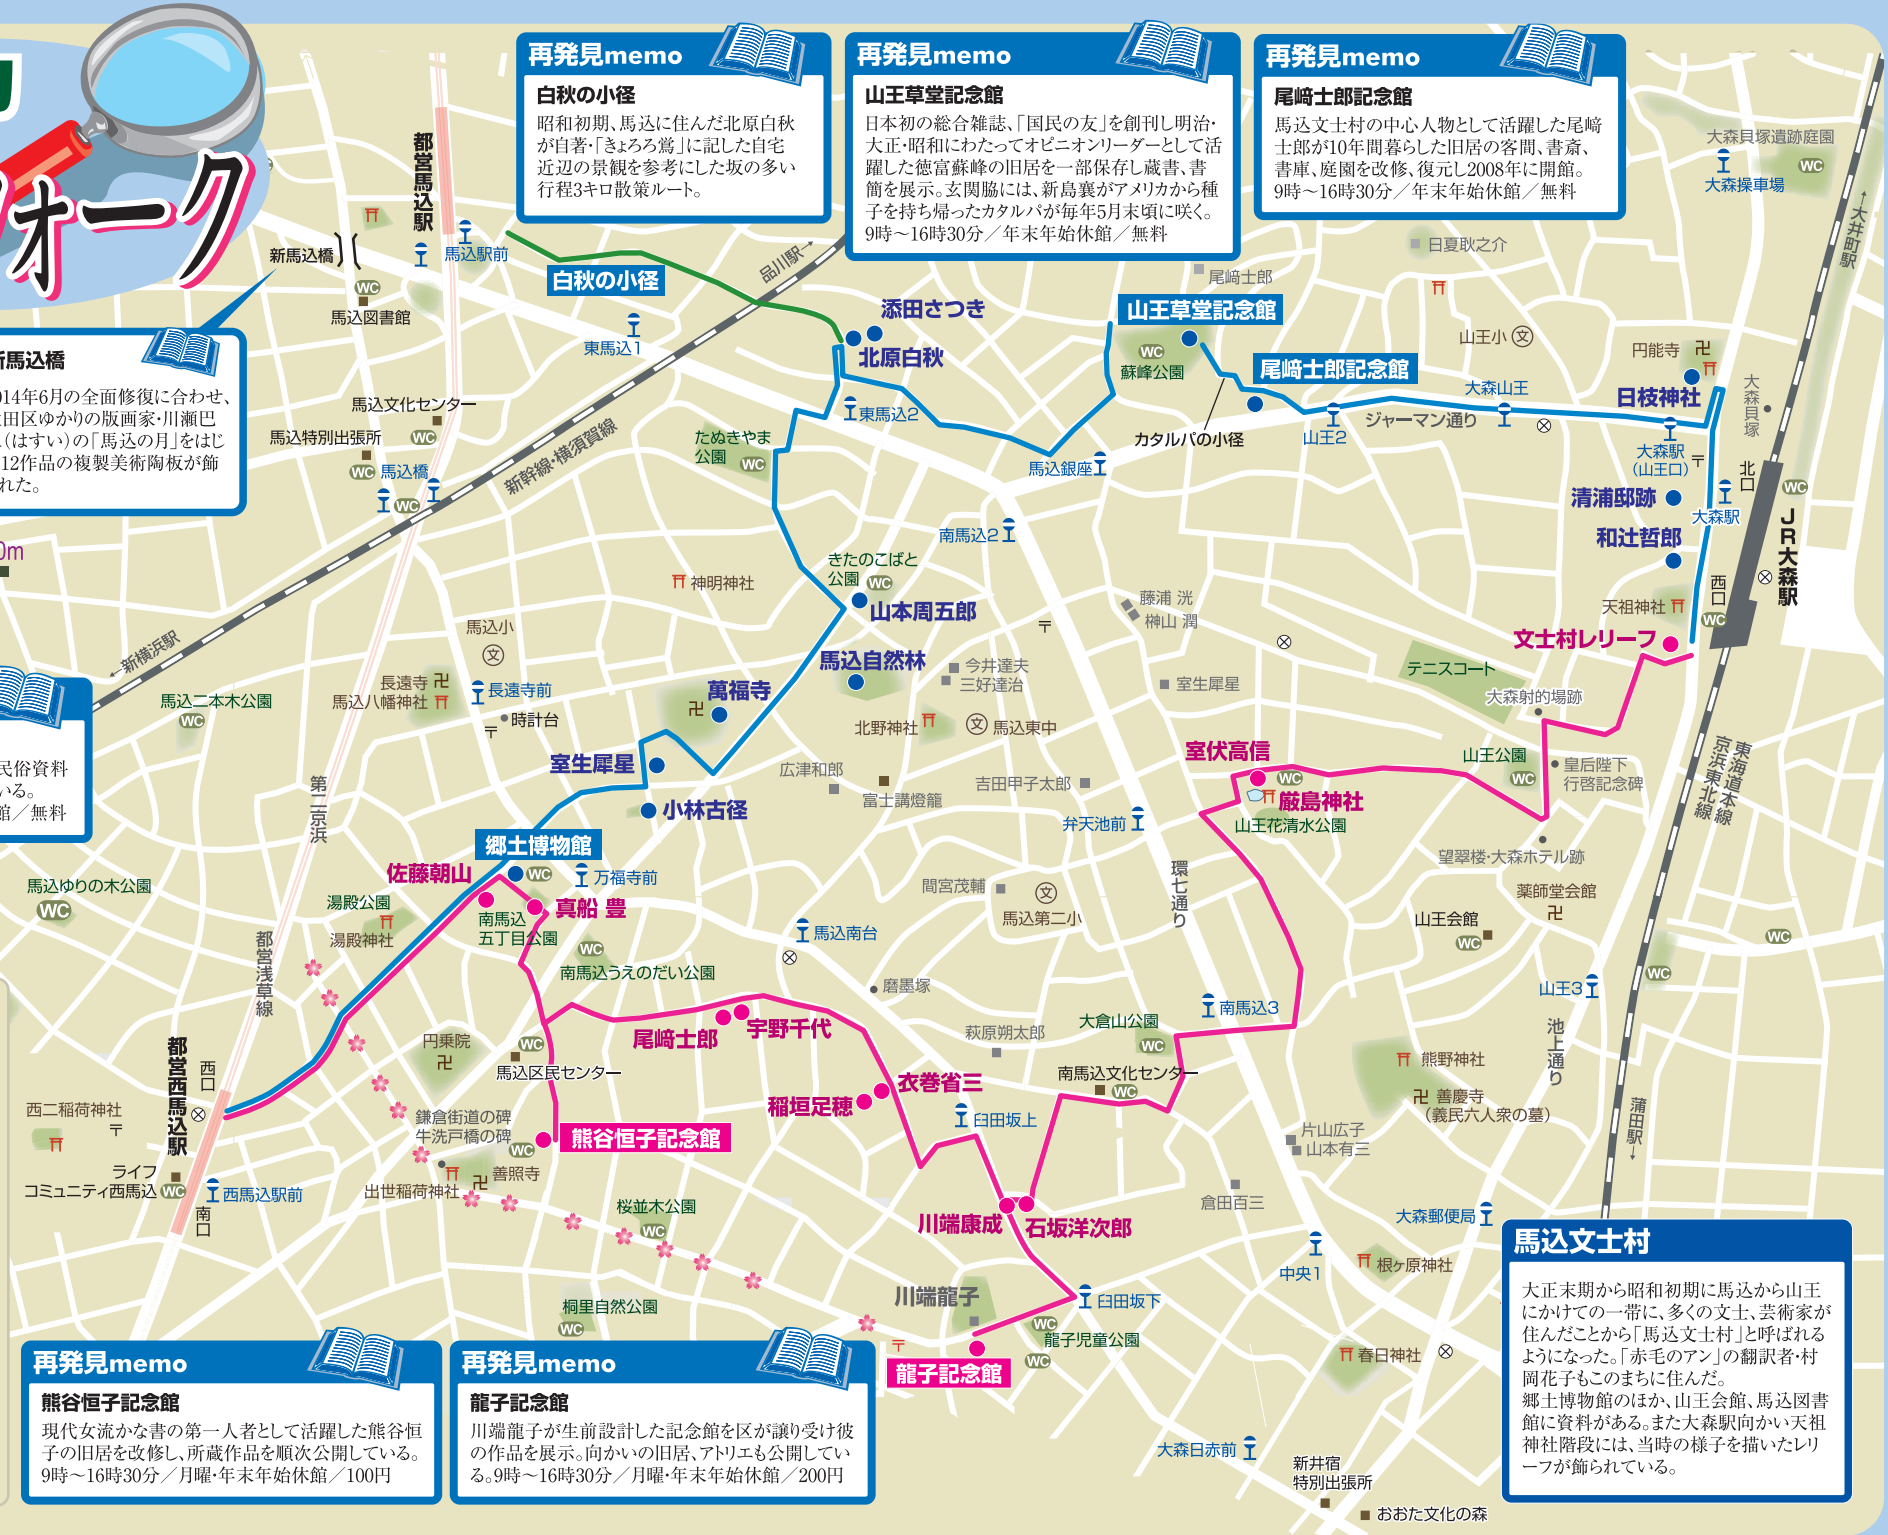 ォーク
再発見memo
白秋の小径
昭和初期、馬込に住んだ北原白秋
が自著・「きょろろ鶯」に記した自宅
近辺の景観を参考にした坂の多い
行程3キロ散策ルート。
再発見memo
山王草堂記念館
日本初の総合雑誌、「国民の友」を創刊し明治・
大正・昭和にわたってオピニオンリーダーとして活
躍した徳富蘇峰の旧居を一部保存し蔵書、書
簡を展示。玄関脇には、新島襄がアメリカから種
子を持ち帰ったカタルパが毎年5月末頃に咲く。
9時〜16時30分／年末年始休館／無料
再発見memo
尾﨑士郎記念館
馬込文士村の中心人物として活躍した尾﨑
士郎が10年間暮らした旧居の客間、書斎、
書庫、庭園を改修、復元し2008年に開館。
9時〜16時30分／年末年始休館／無料
大森貝塚遺跡庭園
WC
大森操車場
←大井町駅
都営馬込駅
馬込駅前
新馬込橋
WC
馬込図書館
白秋の小径
品川駅→
東馬込1
日夏耿之介
尾﨑士郎
添田さつき
北原白秋
山王草堂記念館
WC
蘇峰公園
尾﨑士郎記念館
カタルパの小径
山王小
文
円能寺
日枝神社
大森山王
ジャーマン通り
山王2
大森駅
(山王口)
大森貝塚
北口
WC
新馬込橋
014年6月の全面修復に合わせ、
田区ゆかりの版画家・川瀬巴
(はすい)の「馬込の月」をはじ
12作品の複製美術陶板が飾
れた。
0m
馬込文化センター
馬込特別出張所
WC
WC
馬込橋
WC
新幹線・横須賀線
←新横浜駅
東馬込2
たぬきやま
公園
WC
馬込銀座
南馬込2
清浦邸跡
大森駅
和辻哲郎
JR大森駅
西口
WC
天祖神社
文士村レリーフ
神明神社
きたのこばと
公園
WC
山本周五郎
馬込自然林
藤浦 洸
榊山 潤
今井達夫
三好達治
室生犀星
テニスコート
大森射的場跡
馬込小
文
長遠寺
馬込八幡神社
長遠寺前
時計台
馬込二本木公園
WC
萬福寺
室生犀星
小林古径
北野神社
文
馬込東中
広津和郎
富士講燈籠
吉田甲子太郎
弁天池前
室伏高信
WC
厳島神社
山王花清水公園
山王公園
WC
皇后陛下
行啓記念碑
東海道本線
京浜東北線
望翠楼・大森ホテル跡
民俗資料
いる。
館／無料
第二京浜
郷土博物館
WC
万福寺前
佐藤朝山
真船 豊
南馬込
五丁目公園
湯殿公園
湯殿神社
馬込ゆりの木公園
WC
都営浅草線
WC
南馬込うえのだい公園
馬込南台
間宮茂輔
文
馬込第二小
環七通り
磨墨塚
山王会館
WC
薬師堂会館
WC
WC
山王3
池上通り
南馬込3
大倉山公園
WC
萩原朔太郎
南馬込文化センター
WC
尾﨑士郎
宇野千代
衣巻省三
稲垣足穂
臼田坂上
円乗院
WC
馬込区民センター
熊野神社
善慶寺
(義民六人衆の墓)
蒲田駅→
都営西馬込駅
西口
南口
西二稲荷神社
ライフ
コミュニティ西馬込
WC
西馬込駅前
鎌倉街道の碑
牛洗戸橋の碑
WC
熊谷恒子記念館
善照寺
出世稲荷神社
桜並木公園
WC
桐里自然公園
WC
片山広子
山本有三
倉田百三
川端康成
石坂洋次郎
川端龍子
龍子記念館
臼田坂下
WC
龍子児童公園
WC
中央1
大森郵便局
根ヶ原神社
春日神社
大森日赤前
新井宿
特別出張所
おおた文化の森
再発見memo
熊谷恒子記念館
現代女流かな書の第一人者として活躍した熊谷恒
子の旧居を改修し、所蔵作品を順次公開している。
9時〜16時30分／月曜・年末年始休館／100円
再発見memo
龍子記念館
川端龍子が生前設計した記念館を区が譲り受け彼
の作品を展示。向かいの旧居、アトリエも公開してい
る。9時〜16時30分／月曜・年末年始休館／200円
馬込文士村
大正末期から昭和初期に馬込から山王
にかけての一帯に、多くの文士、芸術家が
住んだことから「馬込文士村」と呼ばれる
ようになった。「赤毛のアン」の翻訳者・村
岡花子もこのまちに住んだ。
郷土博物館のほか、山王会館、馬込図書
館に資料がある。また大森駅向かい天祖
神社階段には、当時の様子を描いたレリ
ーフが飾られている。